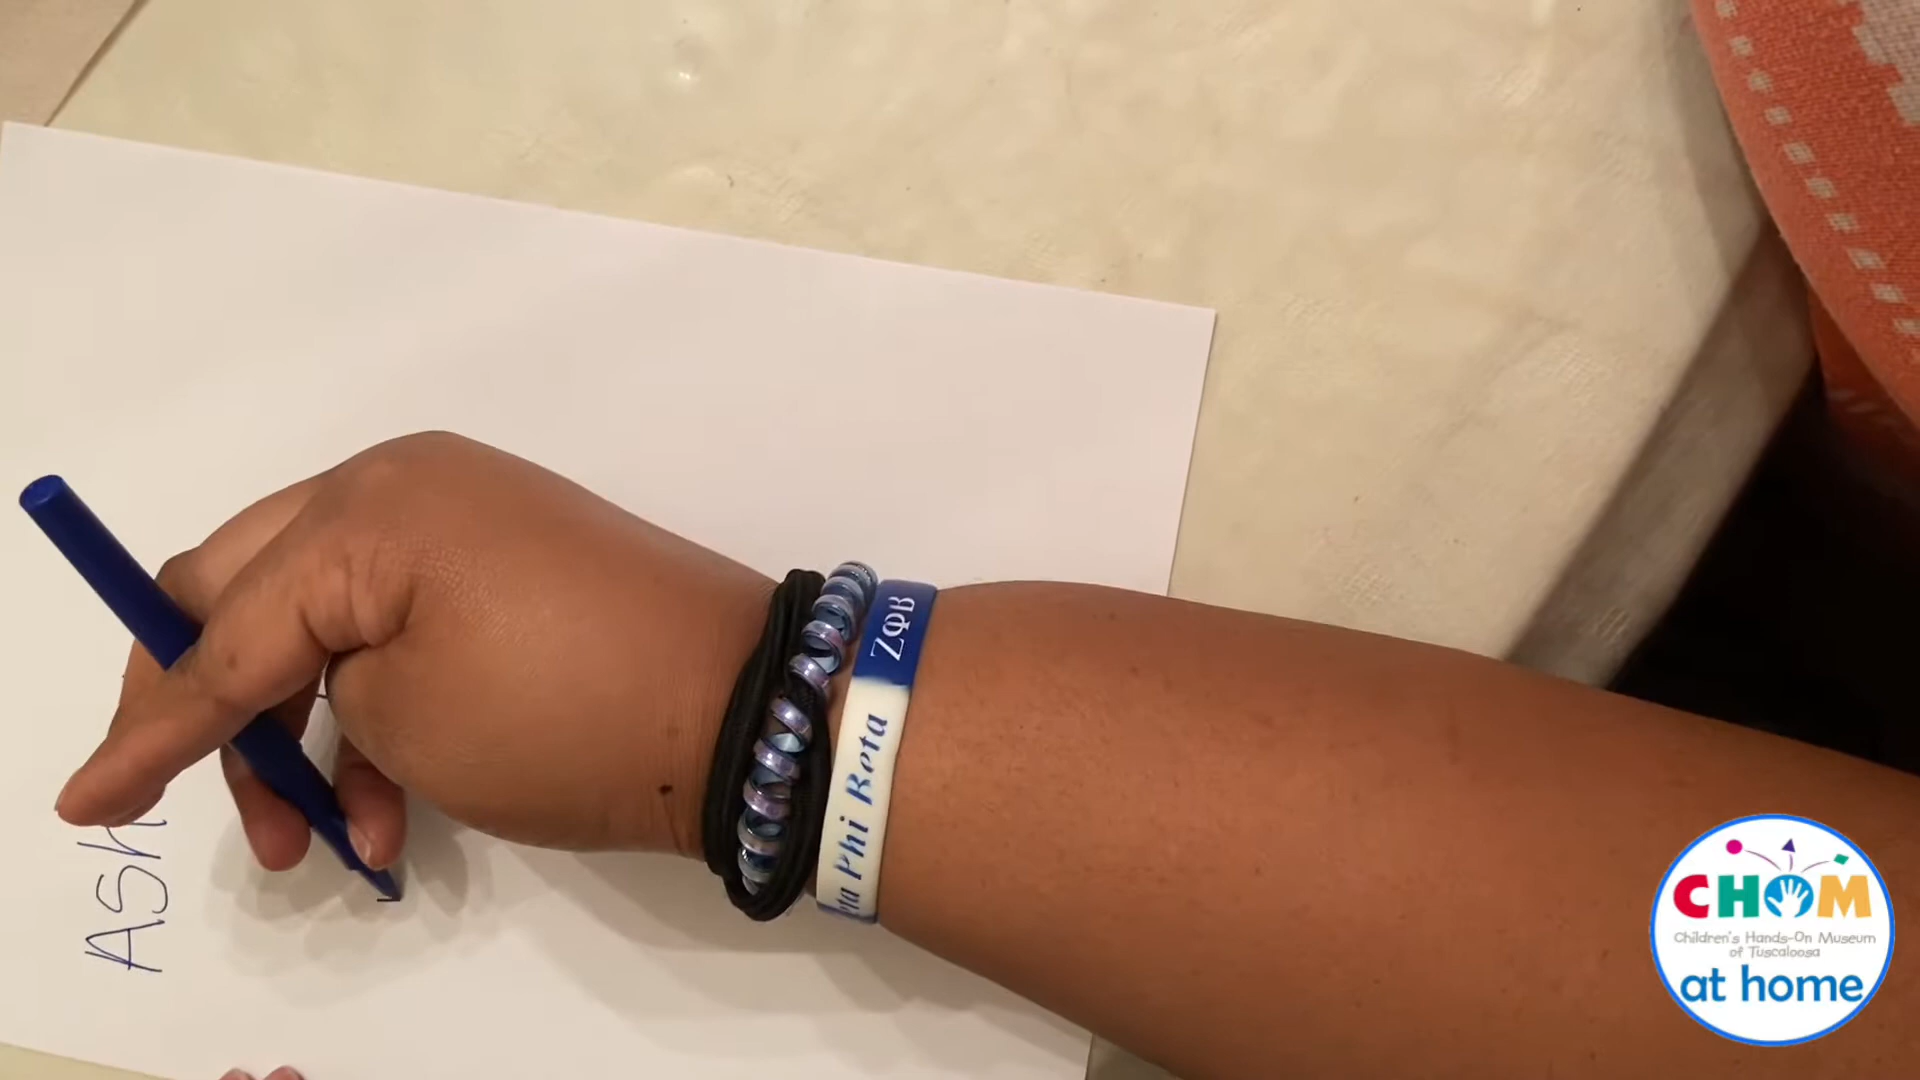 ASH
ΖΦΒ
Phi Beta
CHOM
Children's Hands-On Museum
of Tuscaloosa
at home